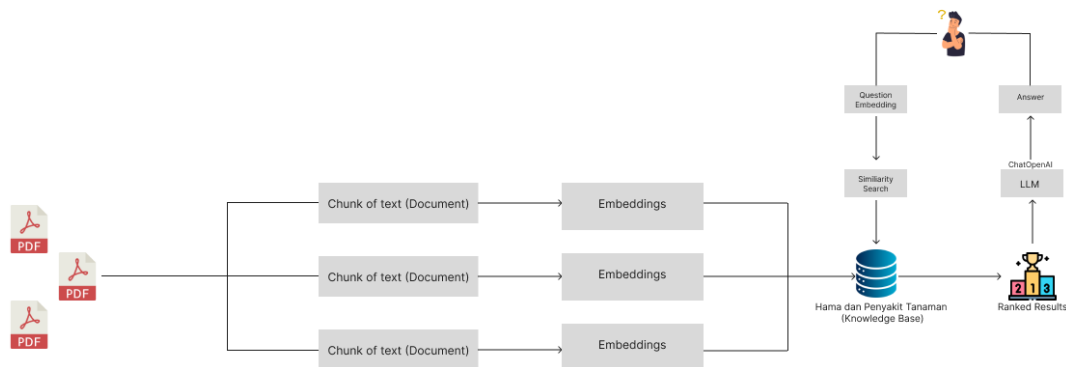 ?
Question
Embedding
Answer
ChatOpenAI
Similiarity
Search
LLM
Chunk of text (Document)
Embeddings
PDF
PDF
Chunk of text (Document)
Embeddings
2 1 3
Hama dan Penyakit Tanaman
(Knowledge Base)
Ranked Results
PDF
Chunk of text (Document)
Embeddings